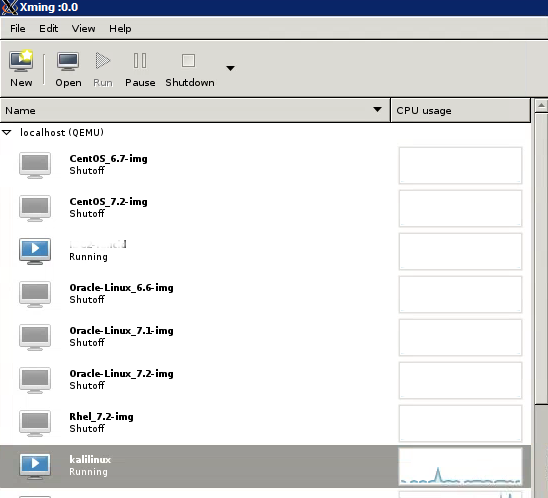 Xming :0.0
File Edit View Help
New Open Run Pause Shutdown
Name CPU usage
localhost (QEMU)
CentOS_6.7-img
Shutoff
CentOS_7.2-img
Shutoff
Running
Oracle-Linux_6.6-img
Shutoff
Oracle-Linux_7.1-img
Shutoff
Oracle-Linux_7.2-img
Shutoff
Rhel_7.2-img
Shutoff
kalilinux
Running